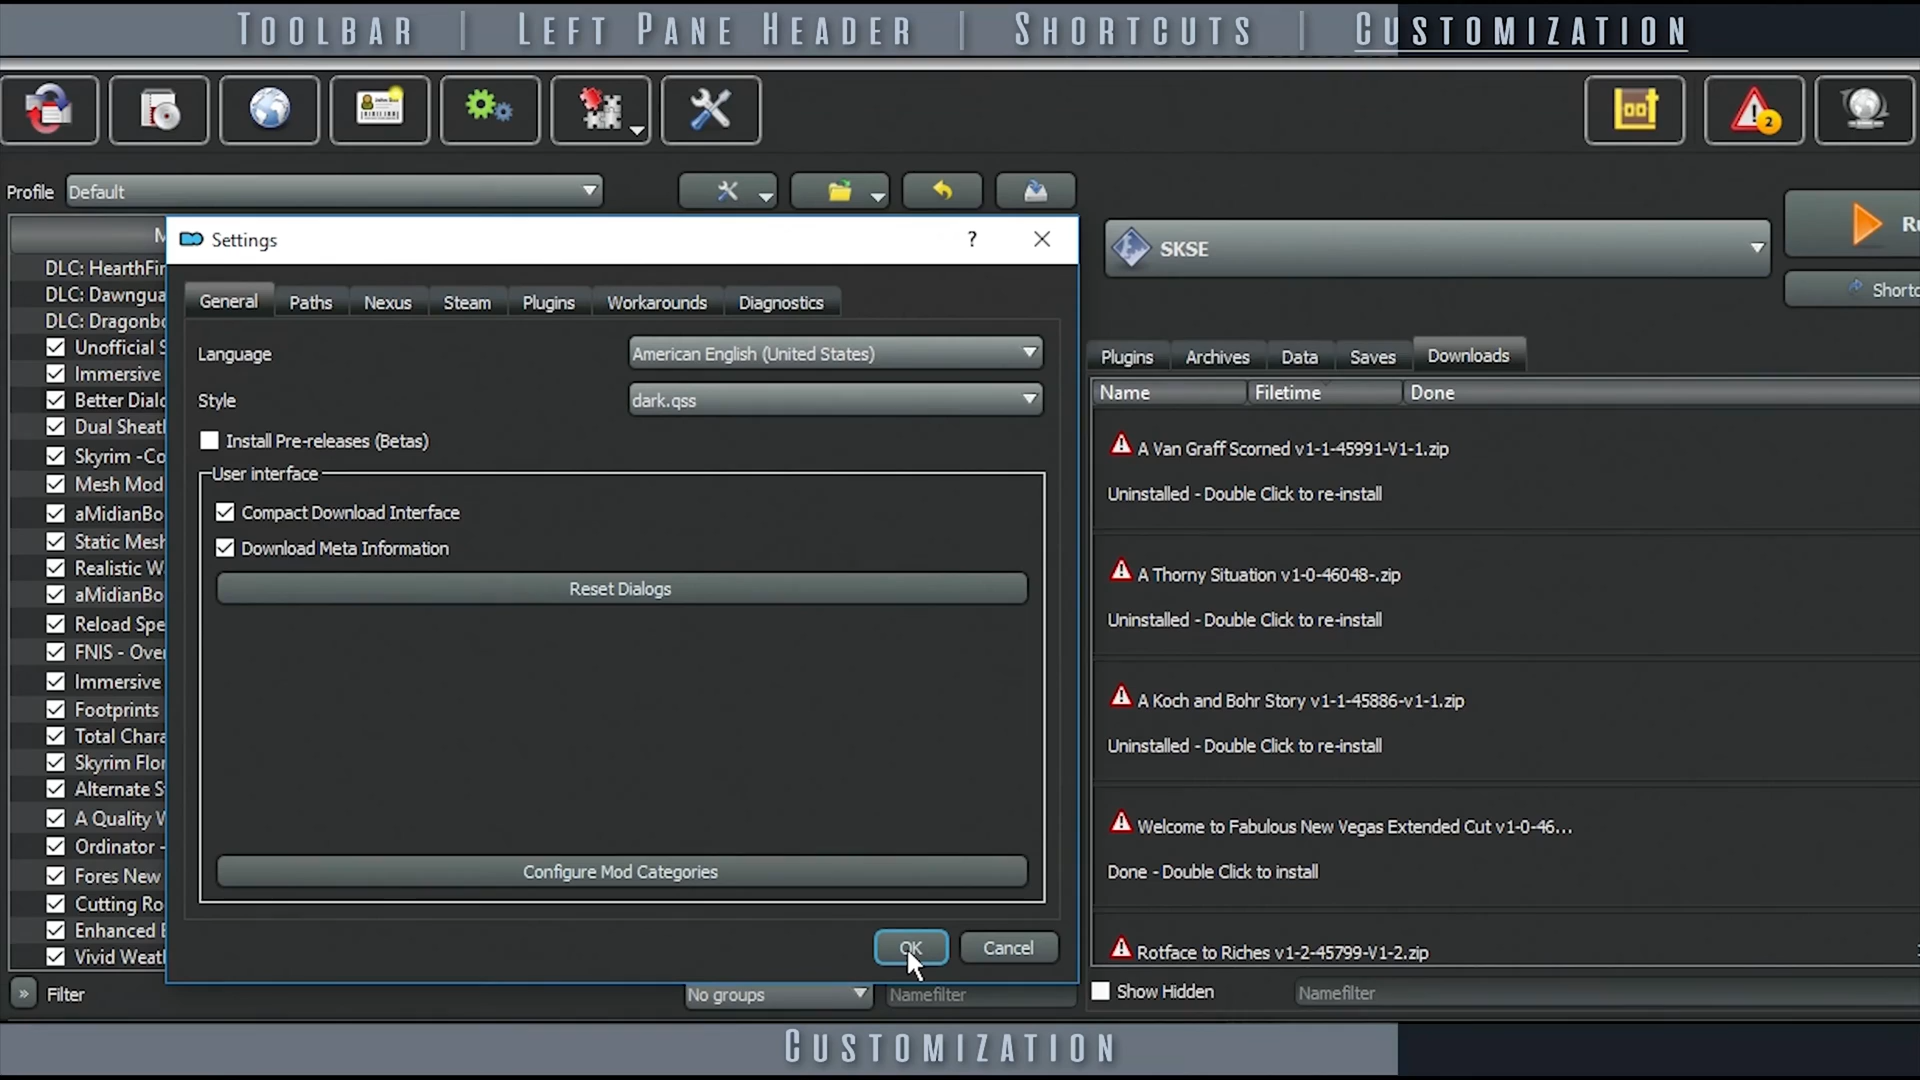 TOOLBAR | LEFT PANE HEADER | SHORTCUTS | CUSTOMIZATION
2
Profile Default
Settings ?
SKSE
Ru
Shortc
DLC: HearthFir
DLC: Dawngua
DLC: Dragonbo
Unofficial S
Immersive
Better Dialo
Dual Sheat
Skyrim -Co
Mesh Mod
aMidianBo
Static Mesh
Realistic W
aMidianBo
Reload Spe
FNIS - Over
Immersive
Footprints
Total Chara
Skyrim Flor
Alternate S
A Quality W
Ordinator -
Fores New
Cutting Ro
Enhanced E
Vivid Weath
General Paths Nexus Steam Plugins Workarounds Diagnostics
Language American English (United States)
Style dark.qss
Install Pre-releases (Betas)
User interface
Compact Download Interface
Download Meta Information
Reset Dialogs
Configure Mod Categories
OK Cancel
Plugins Archives Data Saves Downloads
Name Filetime Done
A Van Graff Scorned v1-1-45991-V1-1.zip
Uninstalled - Double Click to re-install
A Thorny Situation v1-0-46048-.zip
Uninstalled - Double Click to re-install
A Koch and Bohr Story v1-1-45886-v1-1.zip
Uninstalled - Double Click to re-install
Welcome to Fabulous New Vegas Extended Cut v1-0-46...
Done - Double Click to install
Rotface to Riches v1-2-45799-V1-2.zip
» Filter No groups Namefilter
Show Hidden Namefilter
CUSTOMIZATION